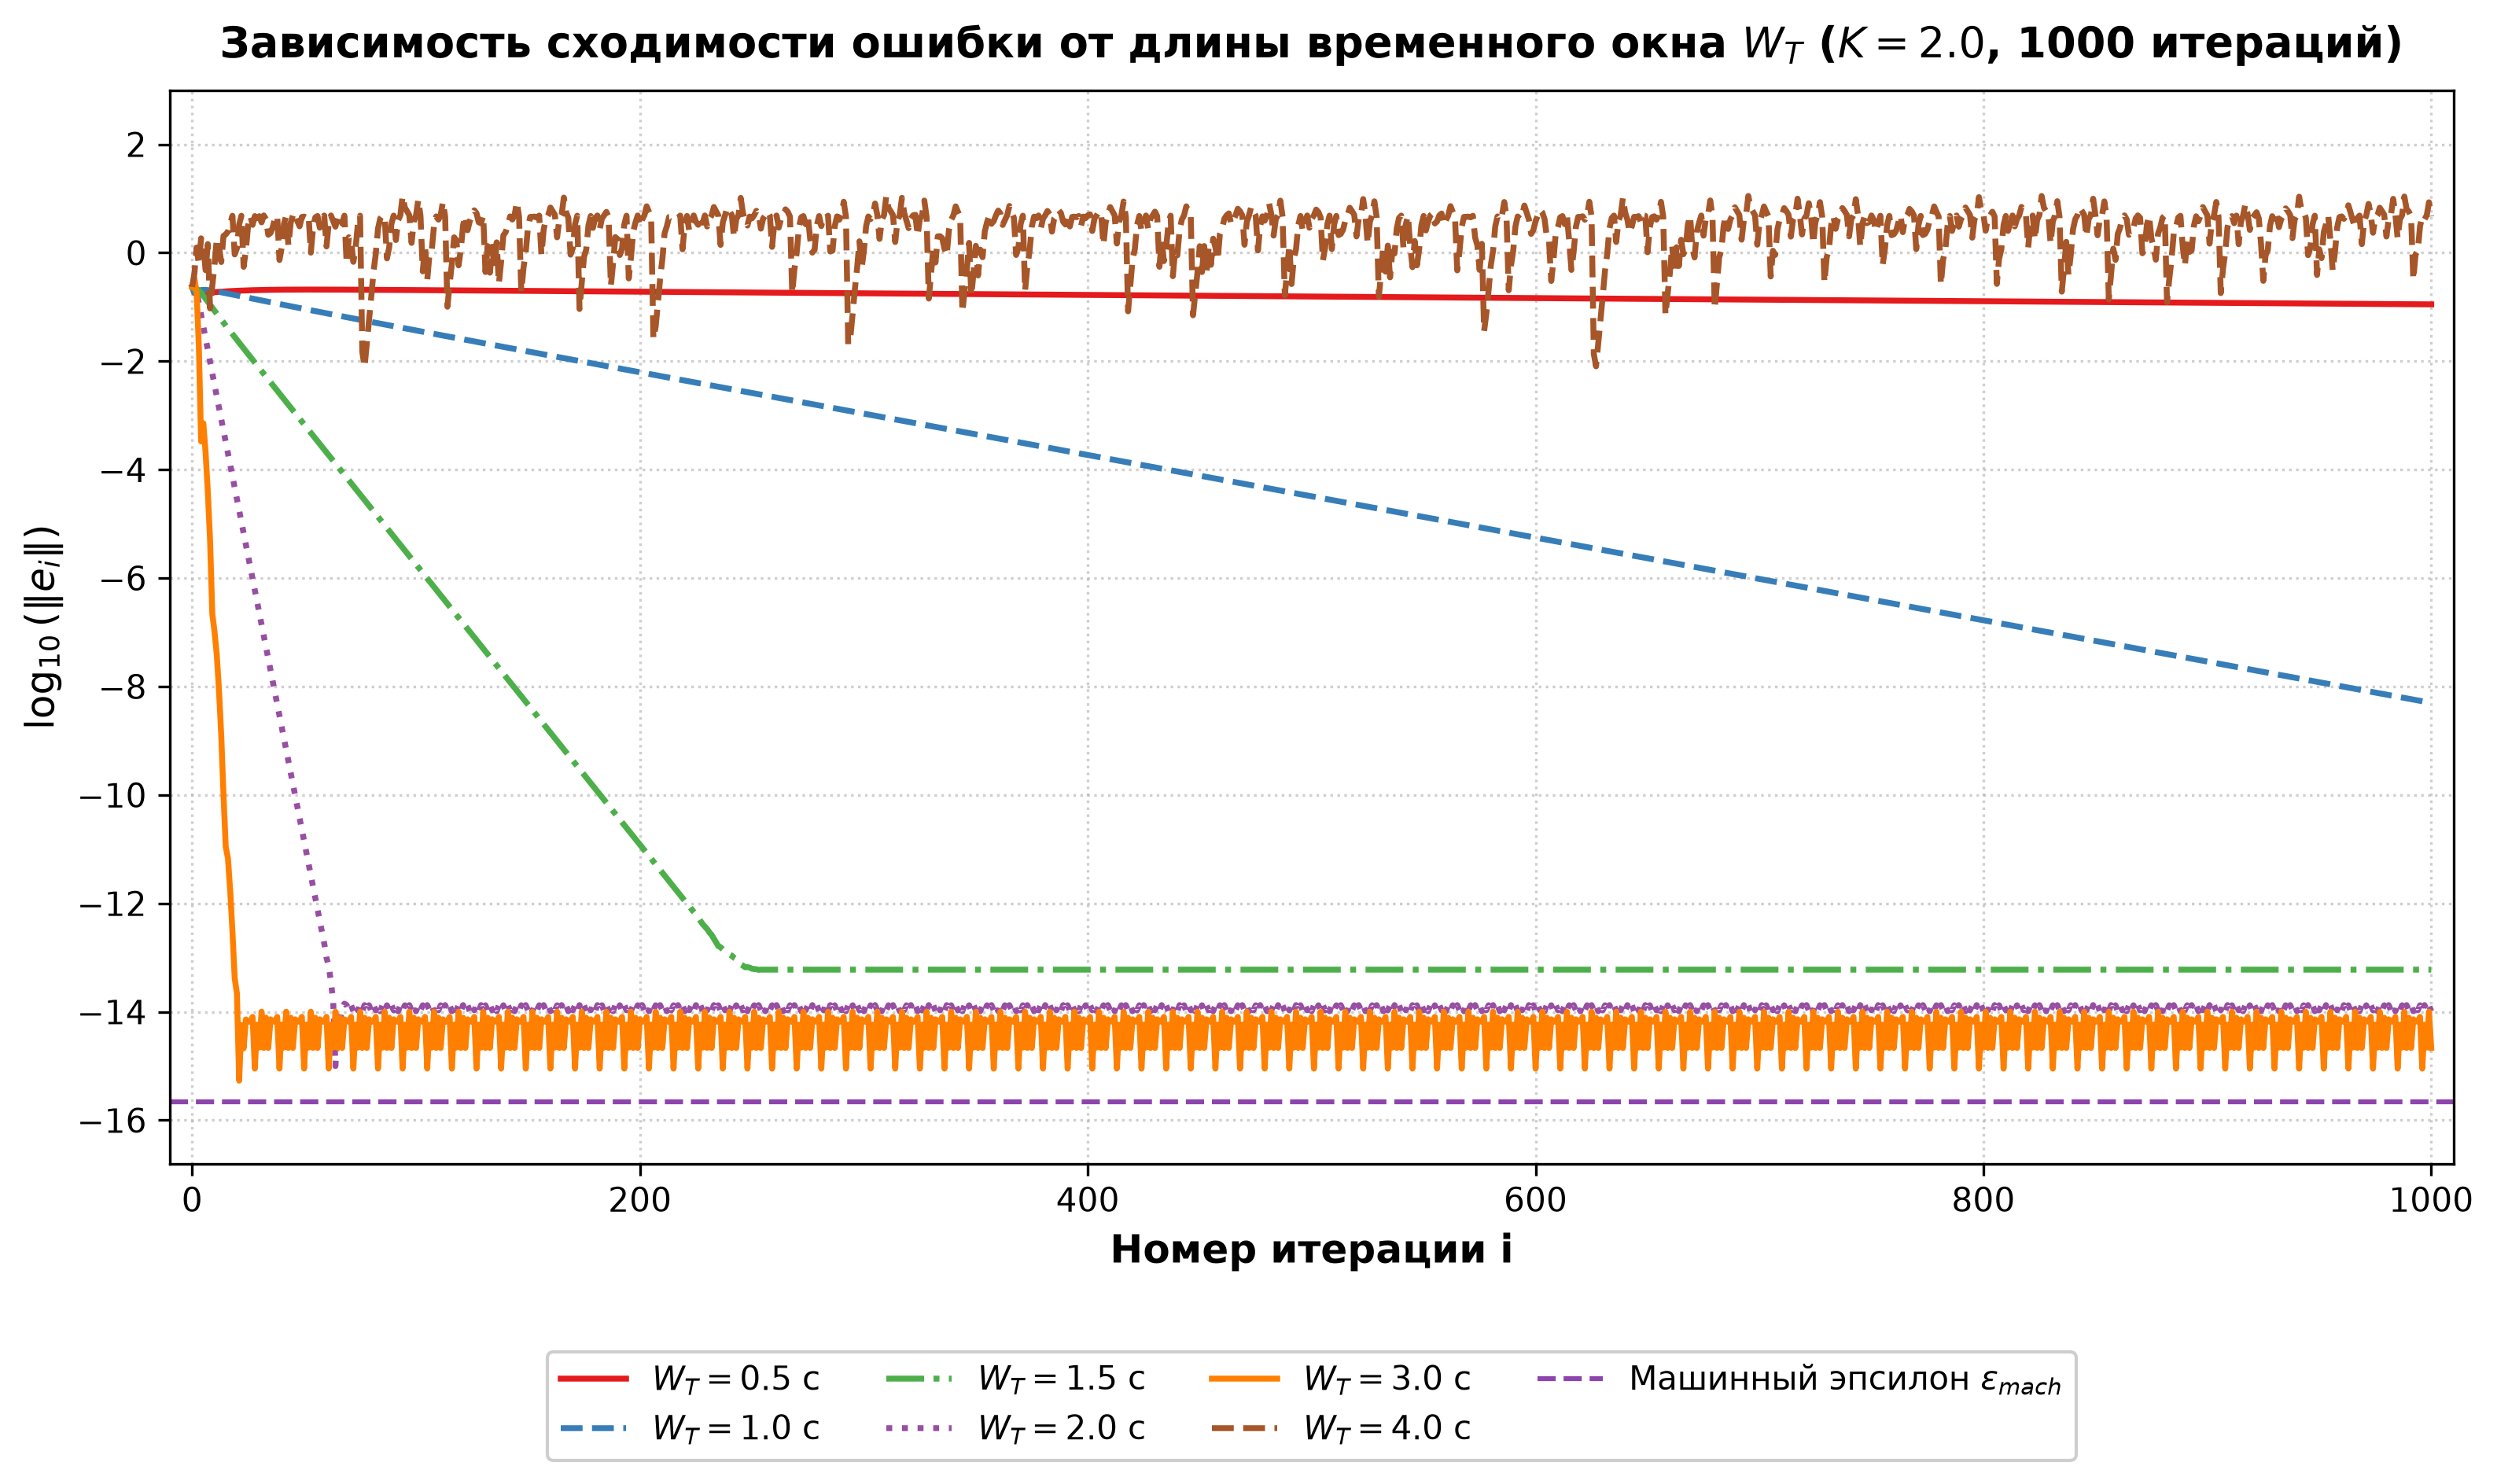 Зависимость сходимости ошибки от длины временного окна W_T (K = 2.0, 1000 итераций)
log₁₀ (‖e_i‖)
2
0
−2
−4
−6
−8
−10
−12
−14
−16
0 200 400 600 800 1000
Номер итерации i
W_T = 0.5 с W_T = 1.5 с W_T = 3.0 с Машинный эпсилон ε_mach
W_T = 1.0 с W_T = 2.0 с W_T = 4.0 с